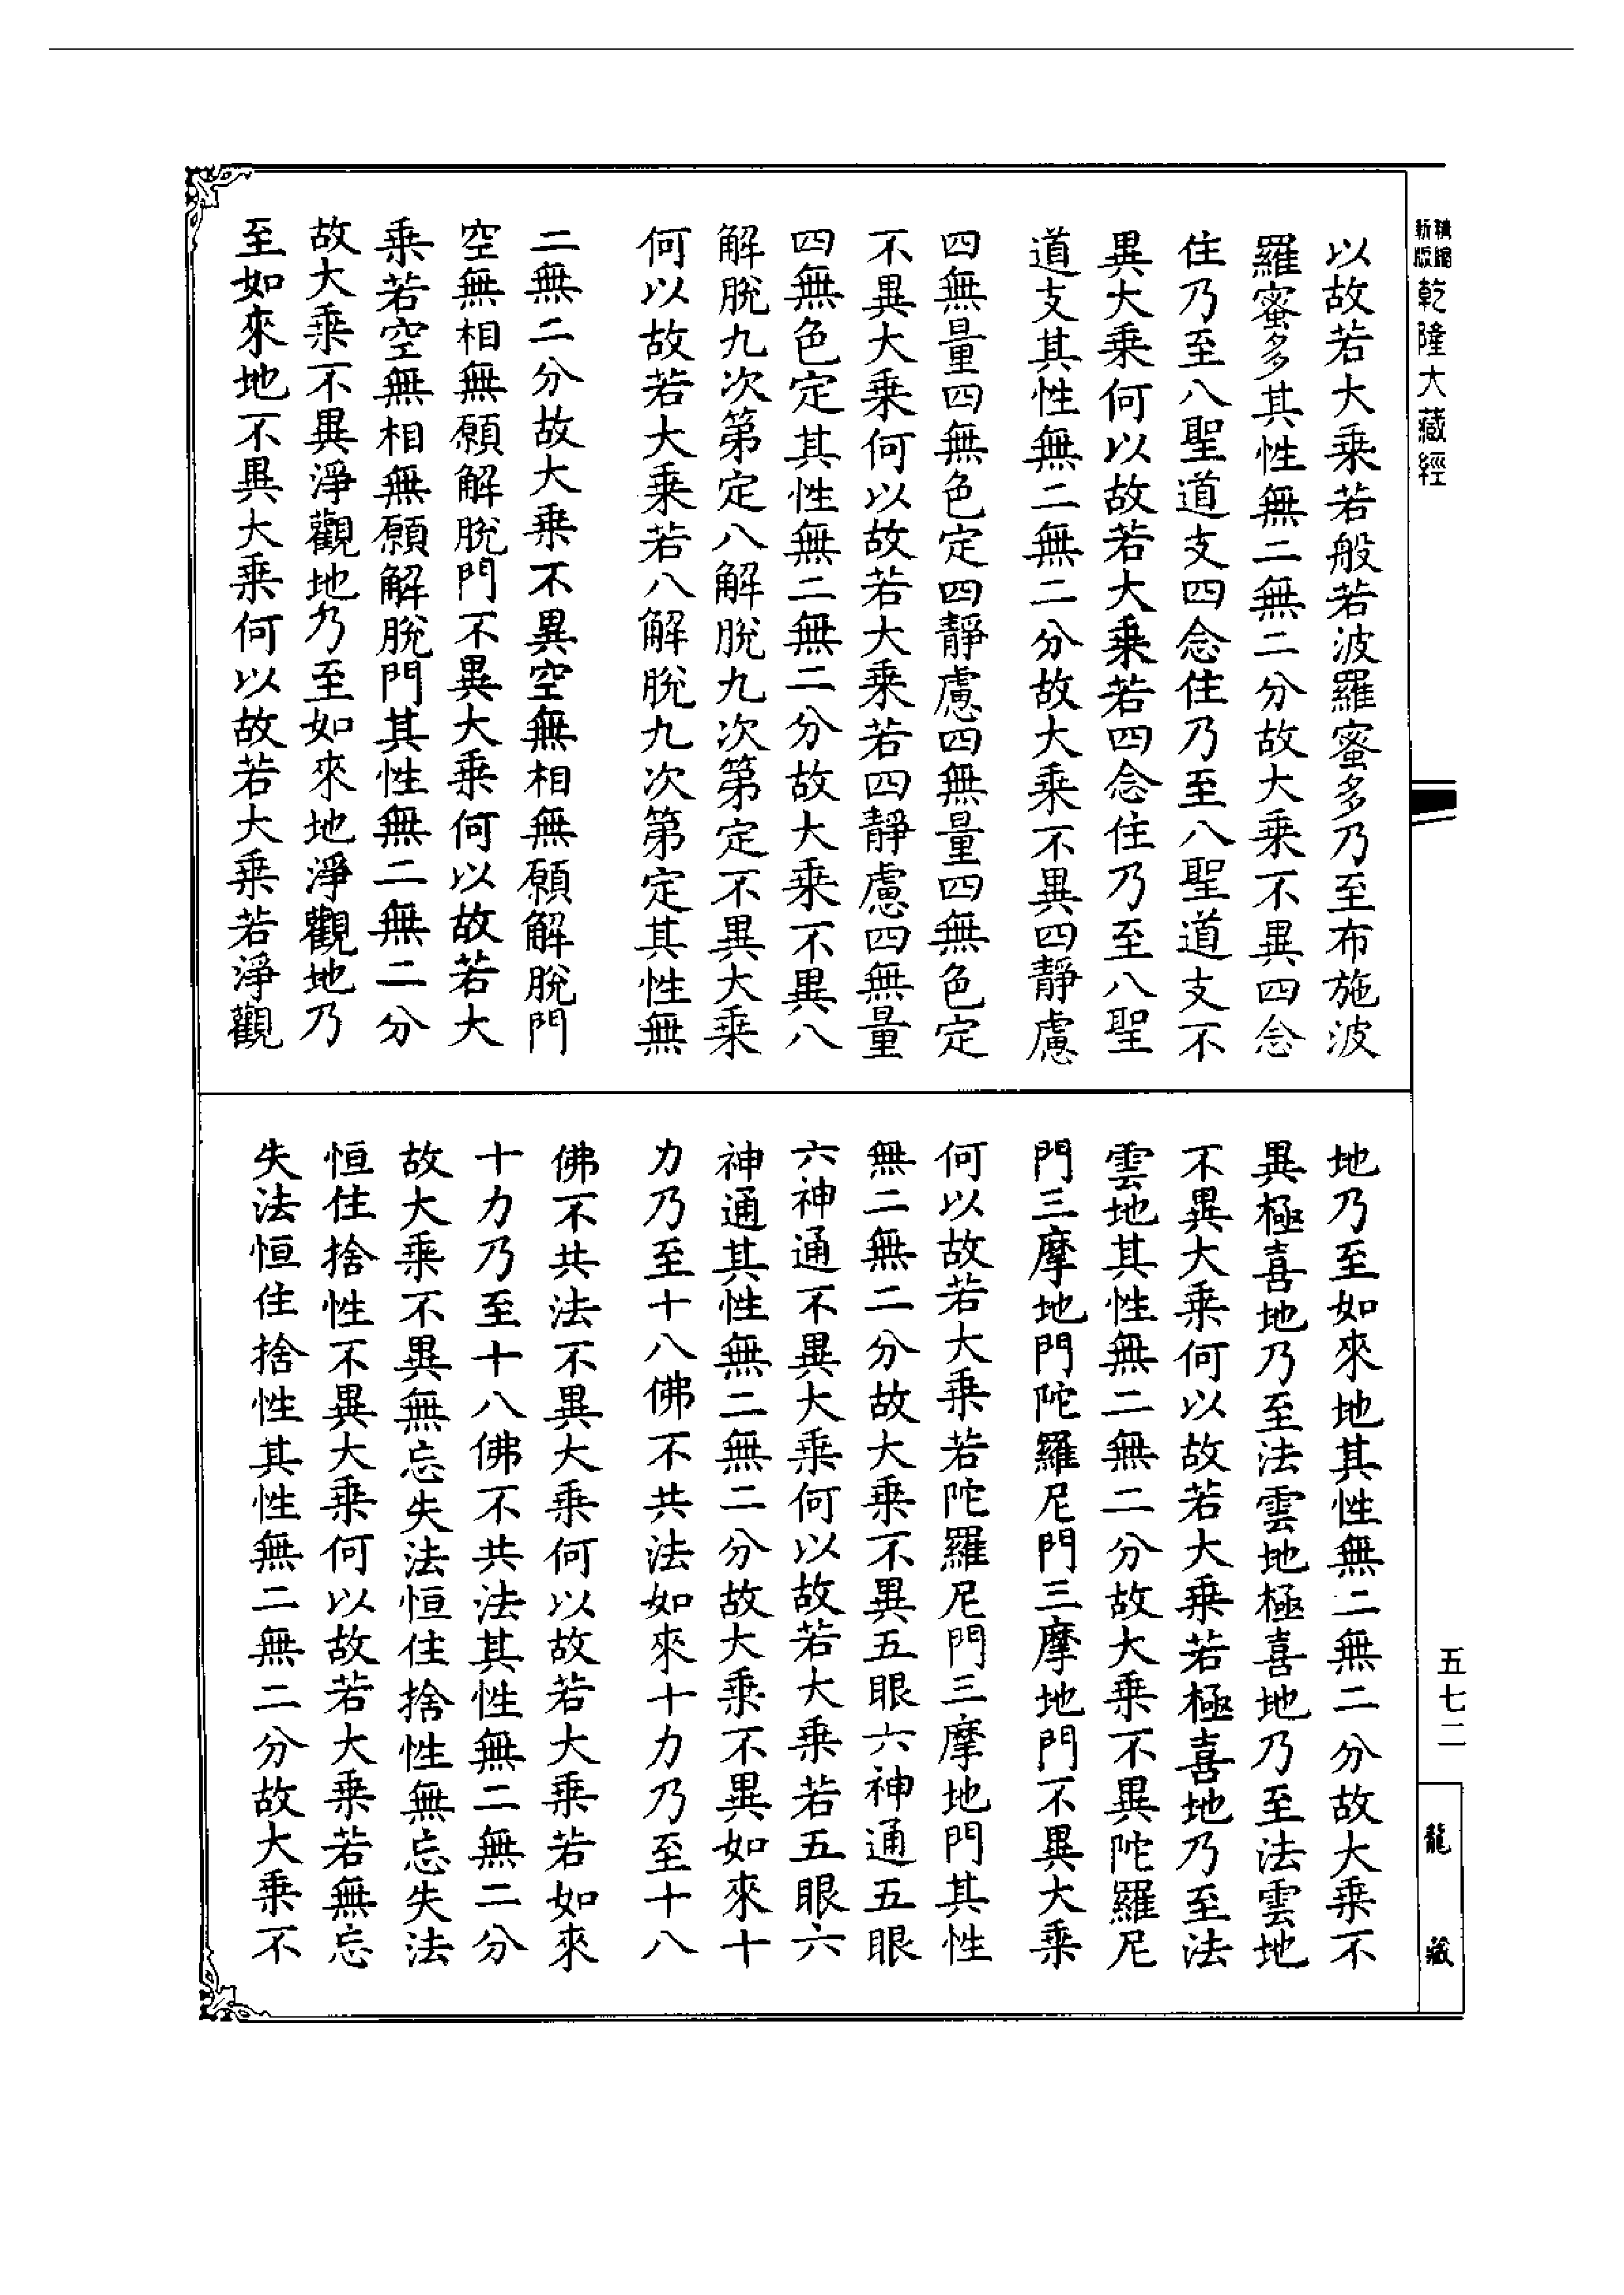 精縮新版乾隆大藏經
以故若大乘若般若波羅蜜多乃至布施波
羅蜜多其性無二無二分故大乘不異四念
住乃至八聖道支四念住乃至八聖道支不
異大乘何以故若大乘若四念住乃至八聖
道支其性無二無二分故大乘不異四靜慮
四無量四無色定四靜慮四無量四無色定
不異大乘何以故若大乘若四靜慮四無量
四無色定其性無二無二分故大乘不異八
解脫九次第定八解脫九次第定不異大乘
何以故若大乘若八解脫九次第定其性無
二無二分故大乘不異空無相無願解脫門
空無相無願解脫門不異大乘何以故若大
乘若空無相無願解脫門其性無二無二分
故大乘不異淨觀地乃至如來地淨觀地乃
至如來地不異大乘何以故若大乘若淨觀
地乃至如來地其性無二無二分故大乘不
異極喜地乃至法雲地極喜地乃至法雲地
不異大乘何以故若大乘若極喜地乃至法
雲地其性無二無二分故大乘不異陀羅尼
門三摩地門陀羅尼門三摩地門不異大乘
何以故若大乘若陀羅尼門三摩地門其性
無二無二分故大乘不異五眼六神通五眼
六神通不異大乘何以故若大乘若五眼六
神通其性無二無二分故大乘不異如來十
力乃至十八佛不共法如來十力乃至十八
佛不共法不異大乘何以故若大乘若如來
十力乃至十八佛不共法其性無二無二分
故大乘不異無忘失法恒住捨性無忘失法
恒住捨性不異大乘何以故若大乘若無忘
失法恒住捨性其性無二無二分故大乘不
五七二
龍藏